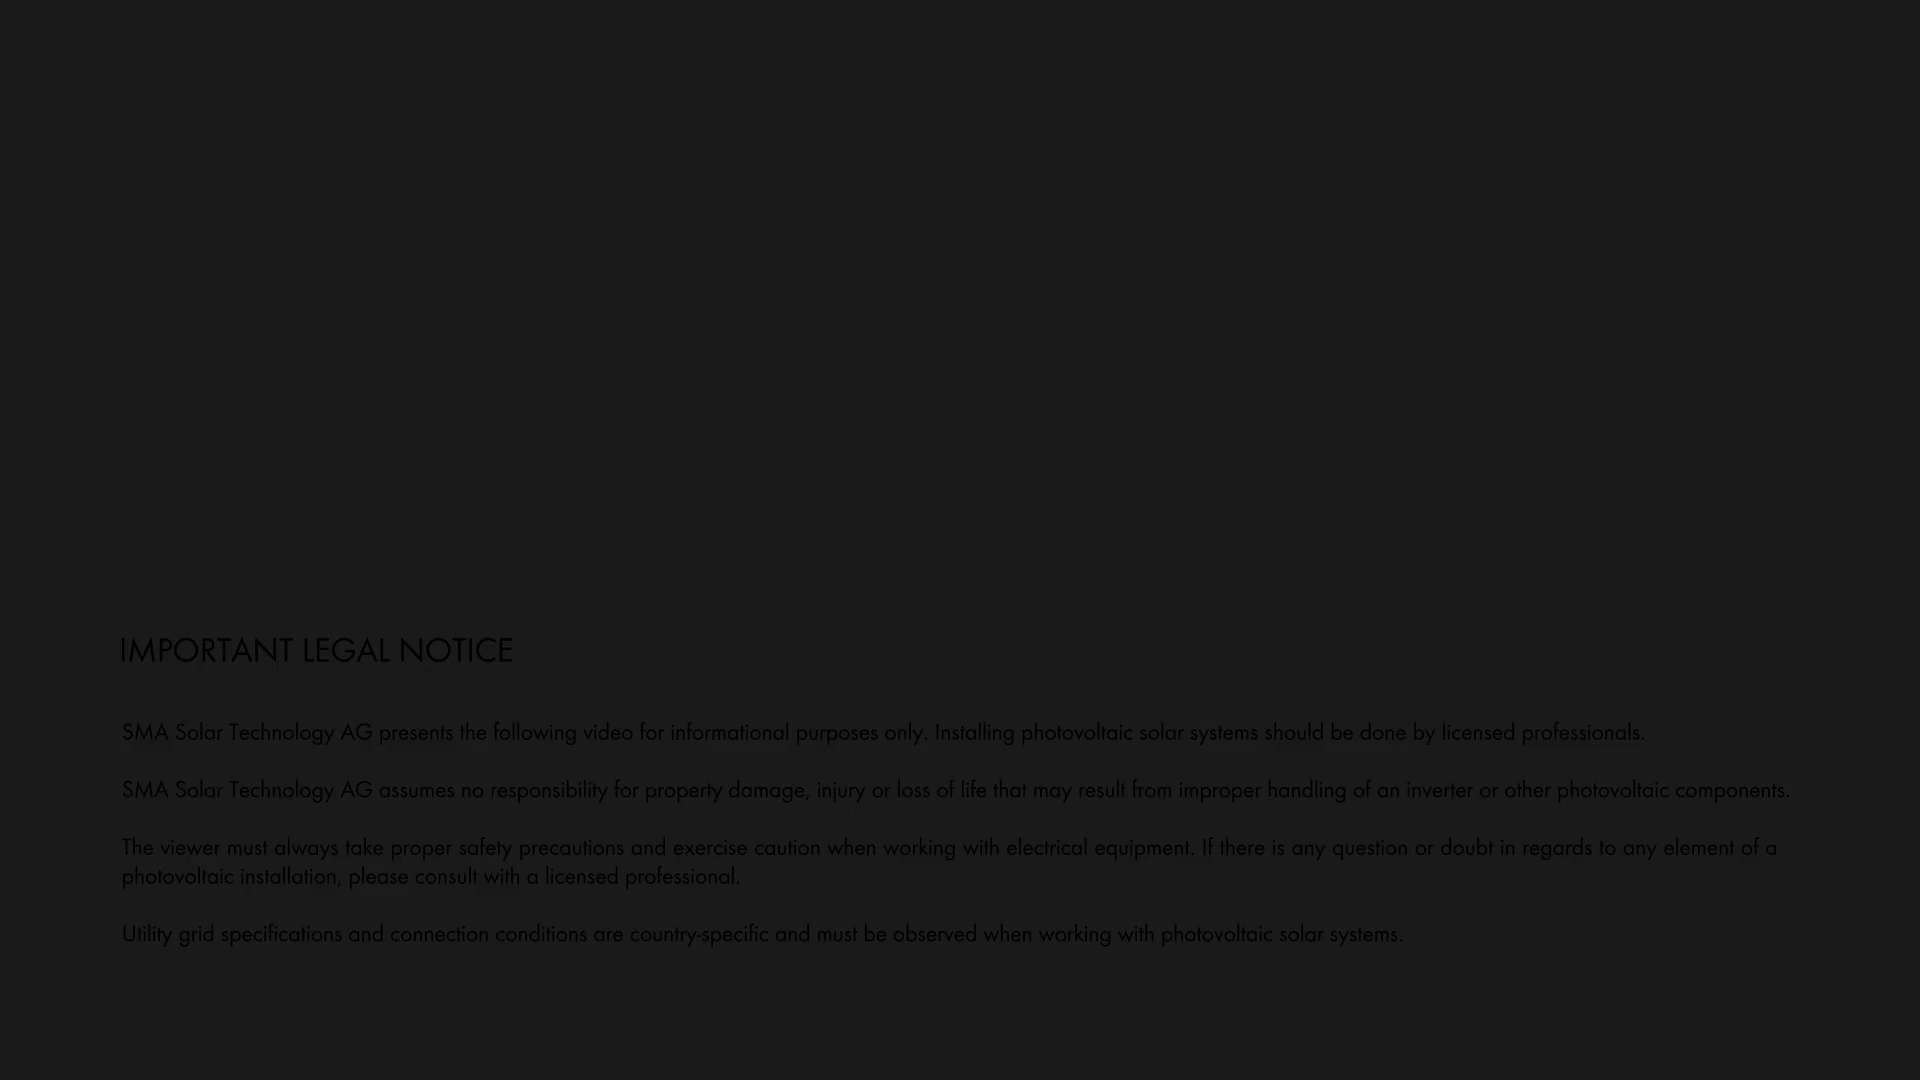 IMPORTANT LEGAL NOTICE
SMA Solar Technology AG presents the following video for informational purposes only. Installing photovoltaic solar systems should be done by licensed professionals.
SMA Solar Technology AG assumes no responsibility for property damage, injury or loss of life that may result from improper handling of an inverter or other photovoltaic components.
The viewer must always take proper safety precautions and exercise caution when working with electrical equipment. If there is any question or doubt in regards to any element of a
photovoltaic installation, please consult with a licensed professional.
Utility grid specifications and connection conditions are country-specific and must be observed when working with photovoltaic solar systems.